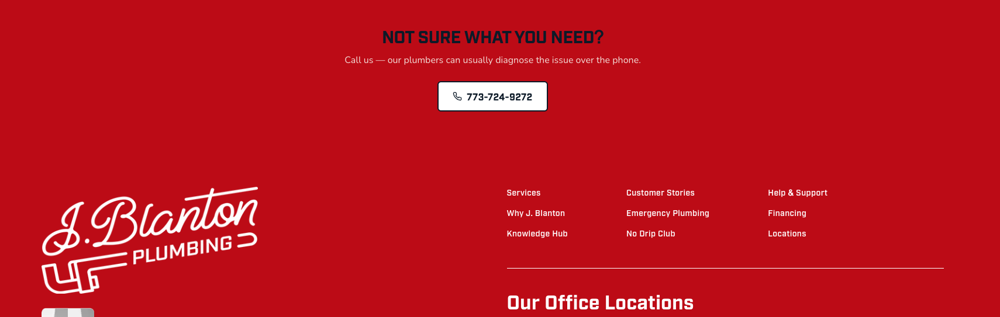 NOT SURE WHAT YOU NEED?
Call us — our plumbers can usually diagnose the issue over the phone.
773-724-9272
J. Blanton
PLUMBING
Services
Customer Stories
Help & Support
Why J. Blanton
Emergency Plumbing
Financing
Knowledge Hub
No Drip Club
Locations
Our Office Locations